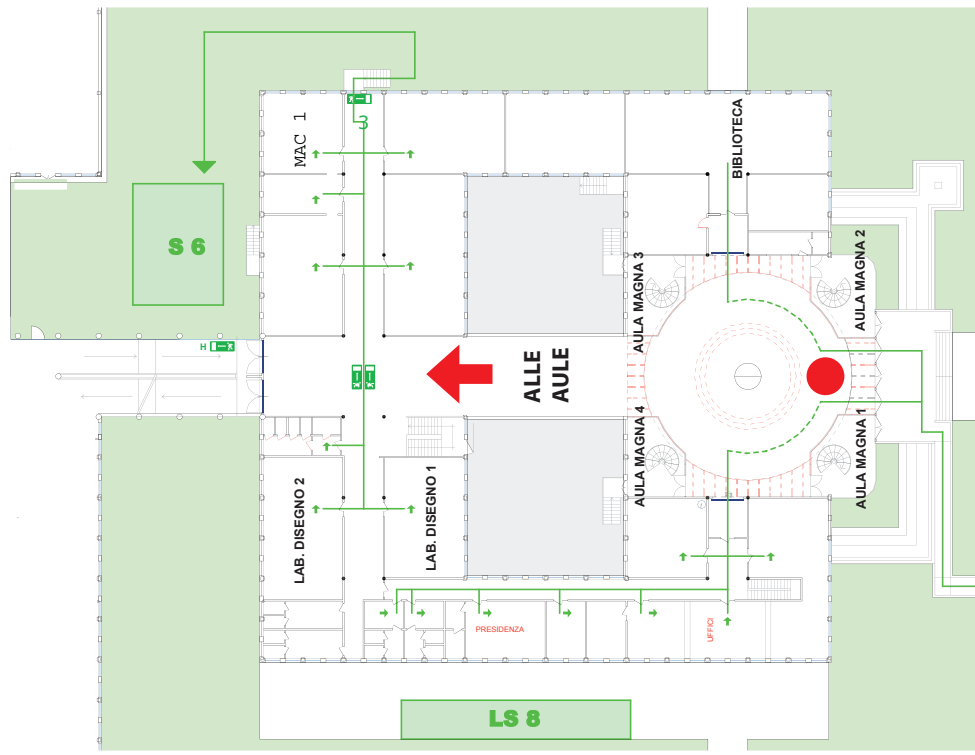 3
MAC 1
BIBLIOTECA
S 6
AULA MAGNA 3
AULA MAGNA 2
H
ALLE
AULE
AULA MAGNA 4
AULA MAGNA 1
LAB. DISEGNO 2
LAB. DISEGNO 1
PRESIDENZA
UFFICI
LS 8